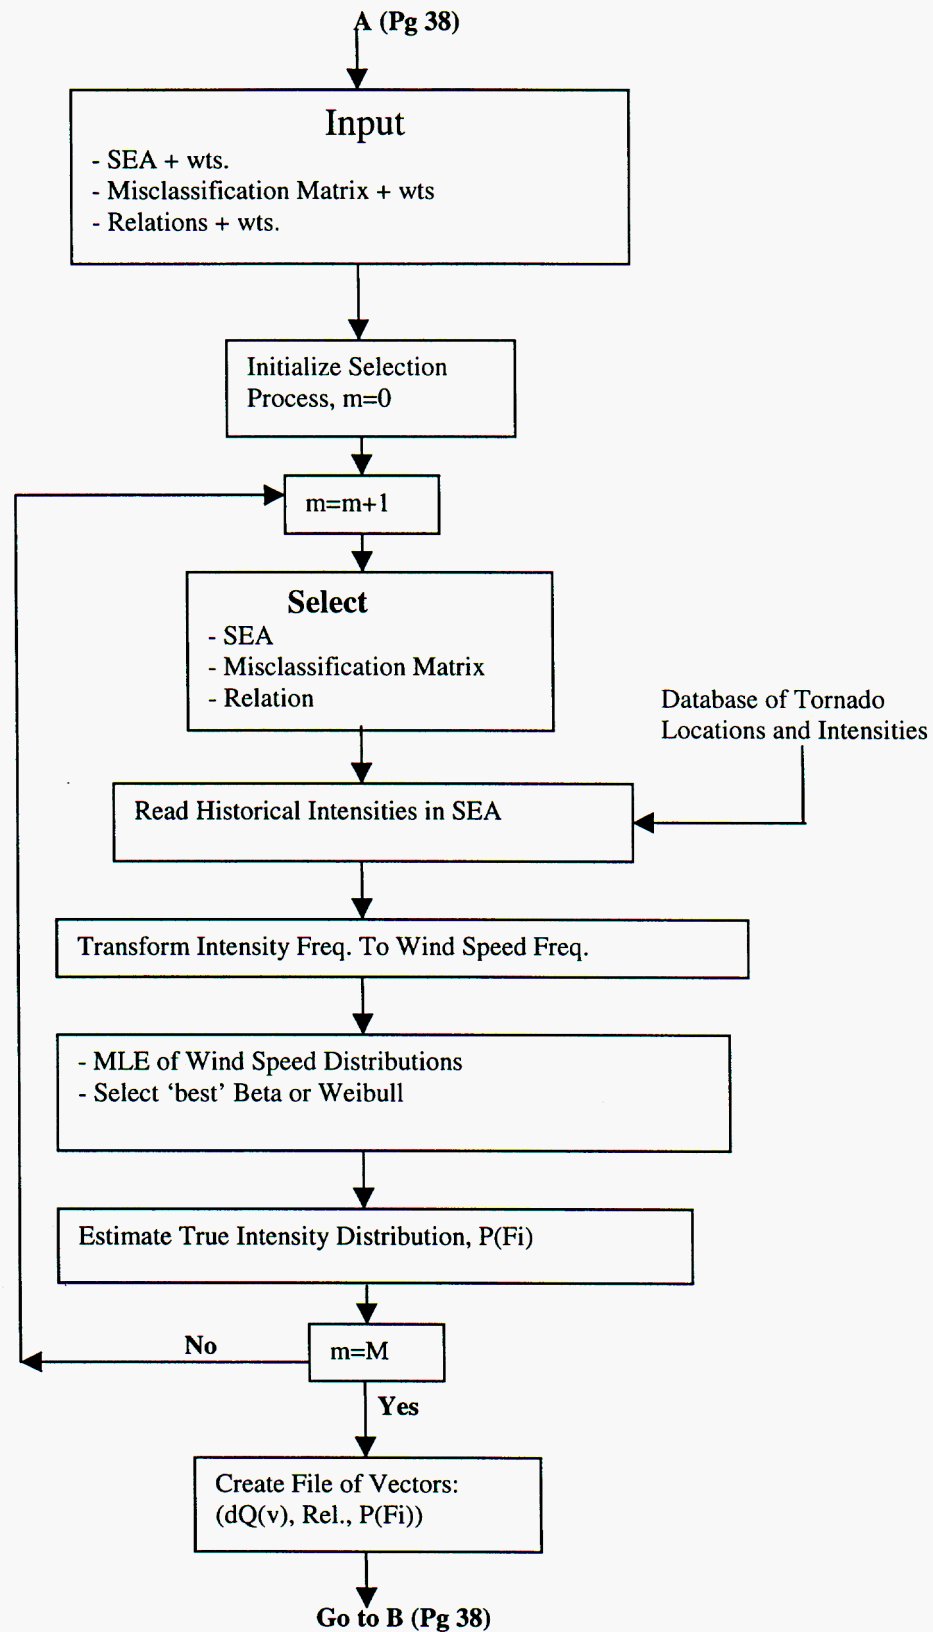 A (Pg 38)
Input
- SEA + wts.
- Misclassification Matrix + wts
- Relations + wts.
Initialize Selection
Process, m=0
m=m+1
Select
- SEA
- Misclassification Matrix
- Relation
Database of Tornado
Locations and Intensities
Read Historical Intensities in SEA
Transform Intensity Freq. To Wind Speed Freq.
- MLE of Wind Speed Distributions
- Select ‘best’ Beta or Weibull
Estimate True Intensity Distribution, P(Fi)
m=M
No
Yes
Create File of Vectors:
(dQ(v), Rel., P(Fi))
Go to B (Pg 38)